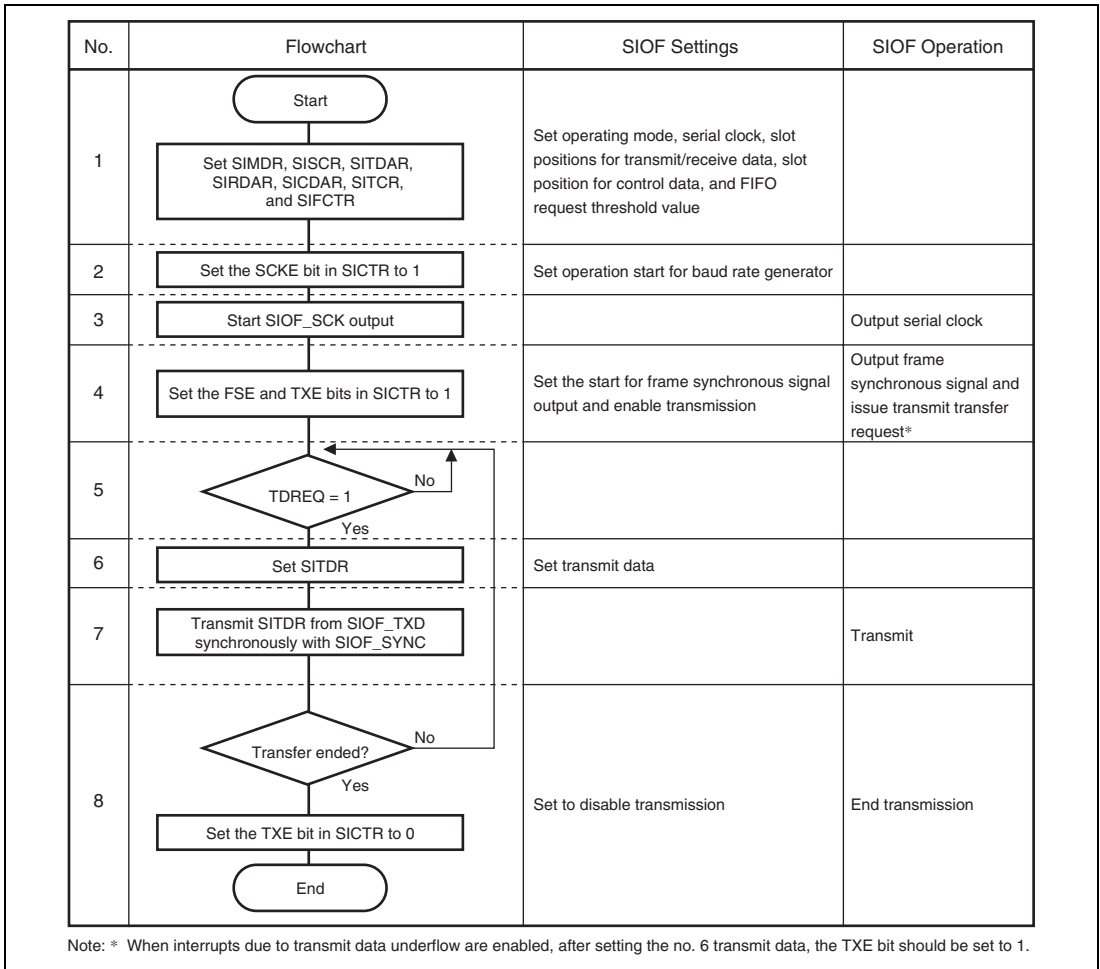 No.
Flowchart
SIOF Settings
SIOF Operation
1
Start
Set SIMDR, SISCR, SITDAR,
SIRDAR, SICDAR, SITCR,
and SIFCTR
Set operating mode, serial clock, slot
positions for transmit/receive data, slot
position for control data, and FIFO
request threshold value
2
Set the SCKE bit in SICTR to 1
Set operation start for baud rate generator
3
Start SIOF_SCK output
Output serial clock
4
Set the FSE and TXE bits in SICTR to 1
Set the start for frame synchronous signal
output and enable transmission
Output frame
synchronous signal and
issue transmit transfer
request*
5
TDREQ = 1
No
Yes
6
Set SITDR
Set transmit data
7
Transmit SITDR from SIOF_TXD
synchronously with SIOF_SYNC
Transmit
8
Transfer ended?
No
Yes
Set the TXE bit in SICTR to 0
End
Set to disable transmission
End transmission
Note: * When interrupts due to transmit data underflow are enabled, after setting the no. 6 transmit data, the TXE bit should be set to 1.